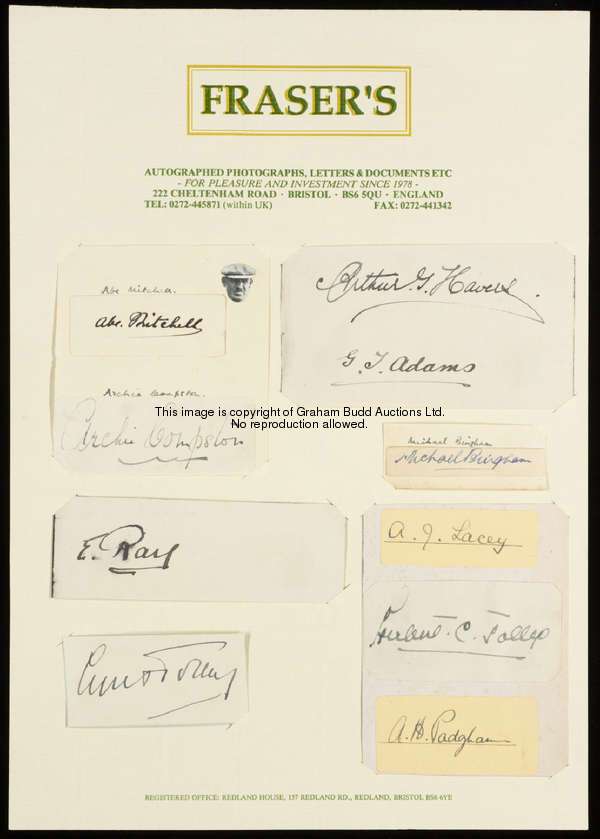 FRASER'S
AUTOGRAPHED PHOTOGRAPHS, LETTERS & DOCUMENTS ETC
- FOR PLEASURE AND INVESTMENT SINCE 1978 -
222 CHELTENHAM ROAD · BRISTOL · BS6 5QU · ENGLAND
TEL: 0272-445871 (within UK) FAX: 0272-441342
Abe Mitchell.
Abe. Mitchell
Archie Compston.
Archie Compston
Arthur. G. Havers.
G. T. Adams
This image is copyright of Graham Budd Auctions Ltd.
No reproduction allowed.
Michael Bingham
Michael Bingham
E. Ray
A. J. Lacey
Herbert. C. Jolley
A. H. Padgham
REGISTERED OFFICE: REDLAND HOUSE, 157 REDLAND RD., REDLAND, BRISTOL BS6 6YE